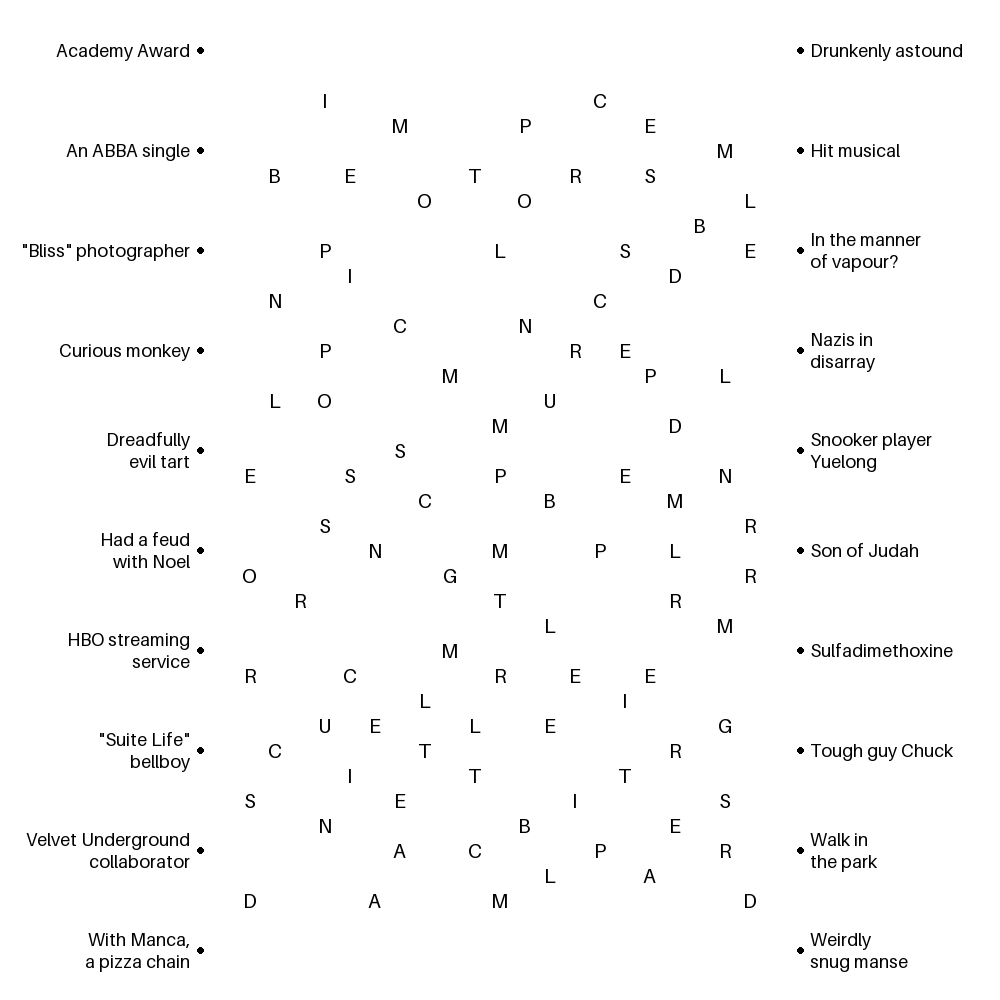 Academy Award
Drunkenly astound
I C
M P E
An ABBA single
M
Hit musical
B E T R S
O O L
B
"Bliss" photographer
P L S E
In the manner
of vapour?
I D
N C
C N
Curious monkey
P R E
Nazis in
disarray
M P L
L O U
M D
Dreadfully
evil tart
S
Snooker player
Yuelong
E S P E N
C B M
S R
Had a feud
with Noel
N M P L
Son of Judah
O G R
R T R
L M
HBO streaming
service
M
Sulfadimethoxine
R C R E E
L I
U E L E G
"Suite Life"
bellboy
C T R
Tough guy Chuck
I T T
S E I S
N B E
Velvet Underground
collaborator
A C P R
Walk in
the park
L A
D A M D
With Manca,
a pizza chain
Weirdly
snug manse